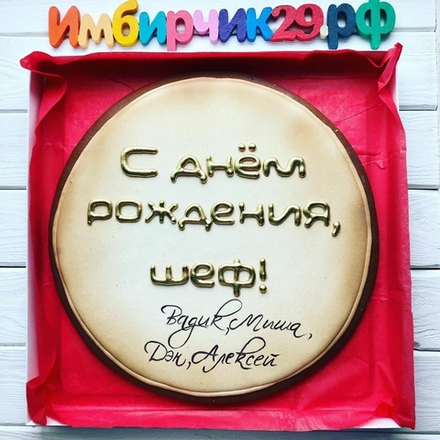 Имбирчик29.рф
С днём
рождения,
шеф!
Вадик, Миша,
Дэн, Алексей